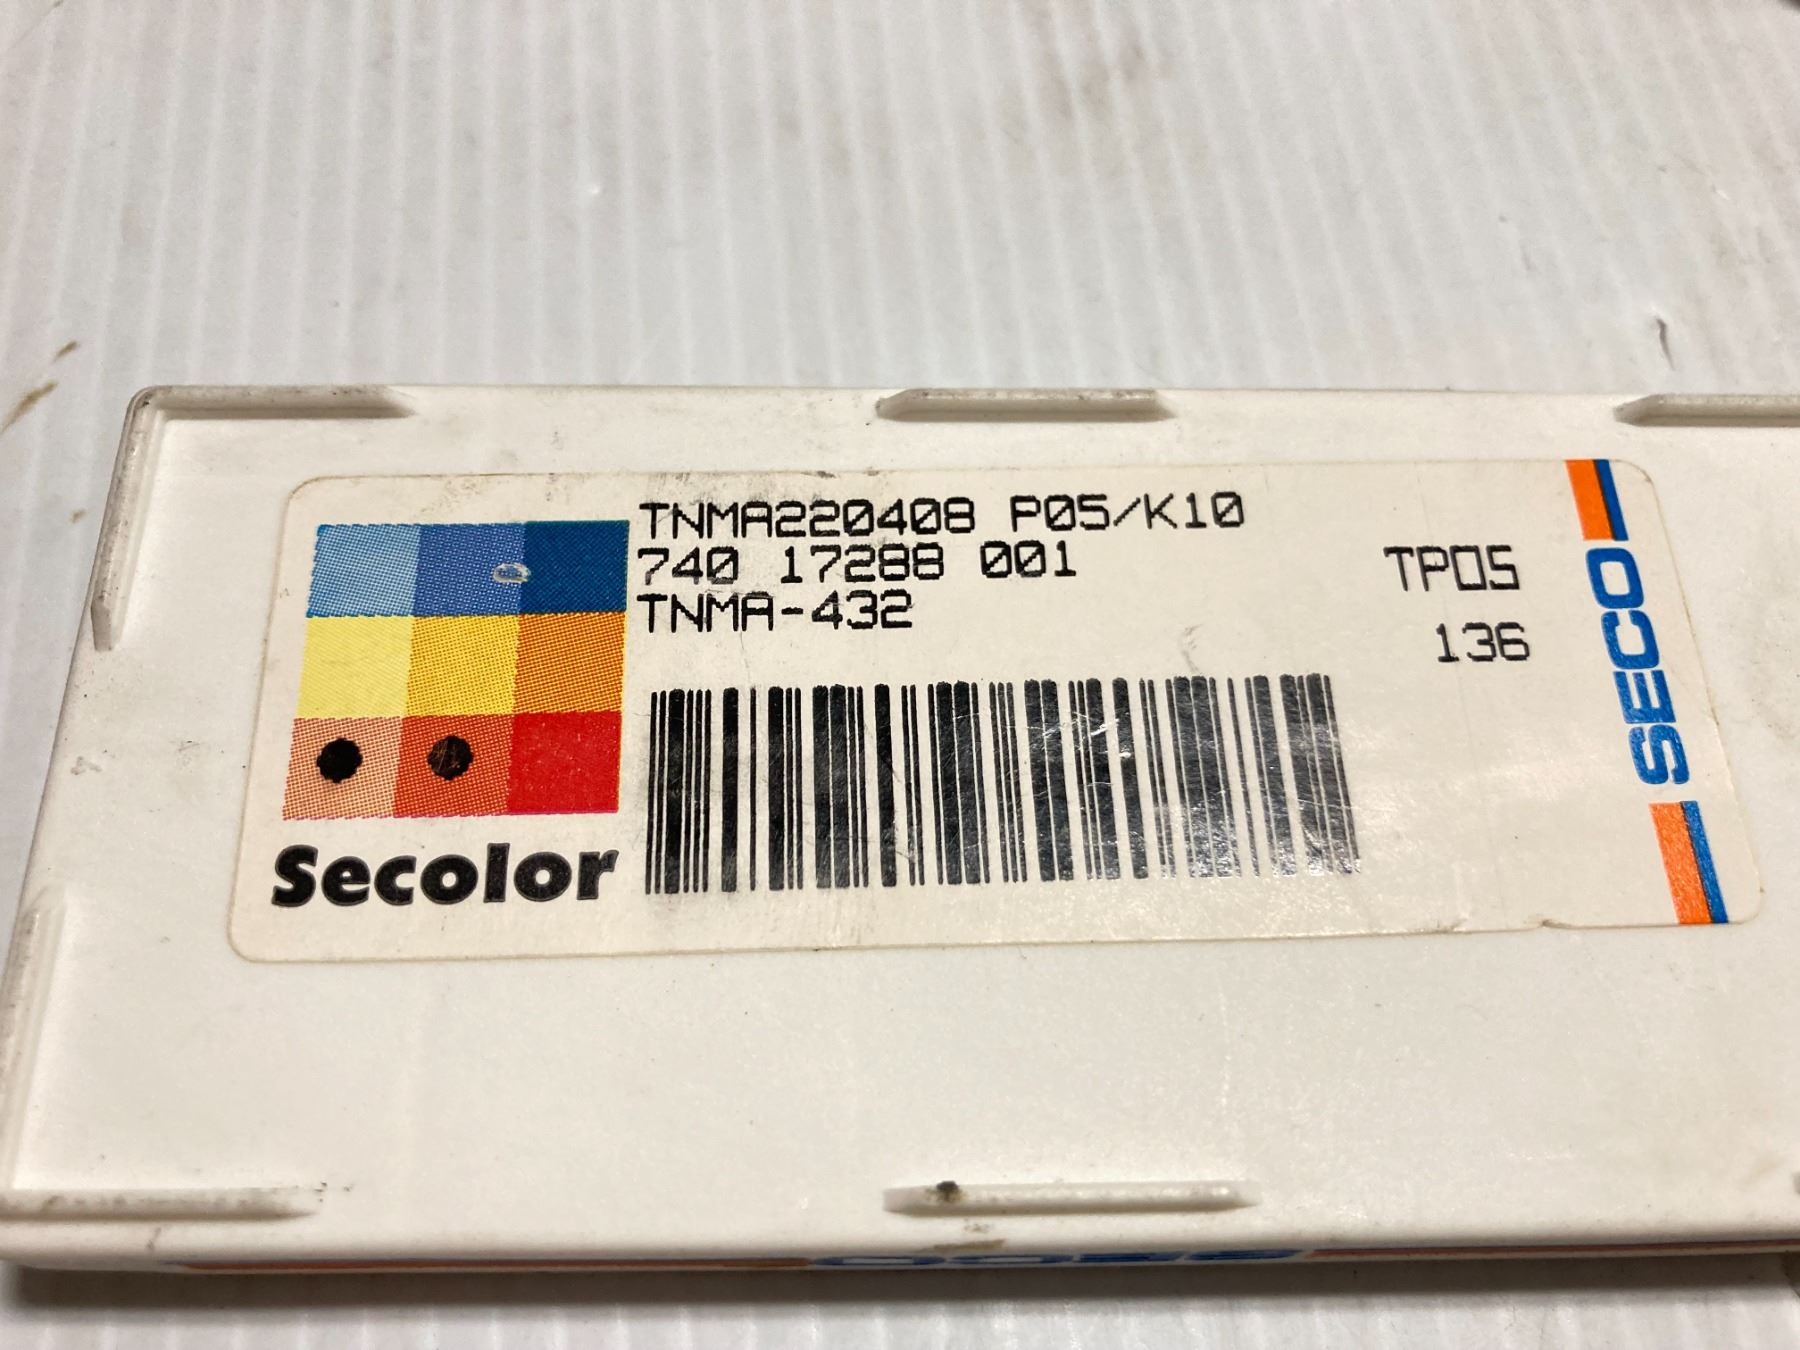 TNMA220408 P05/K10
740 17288 001
TNMA-432
TP05
136
Secolor
SECO